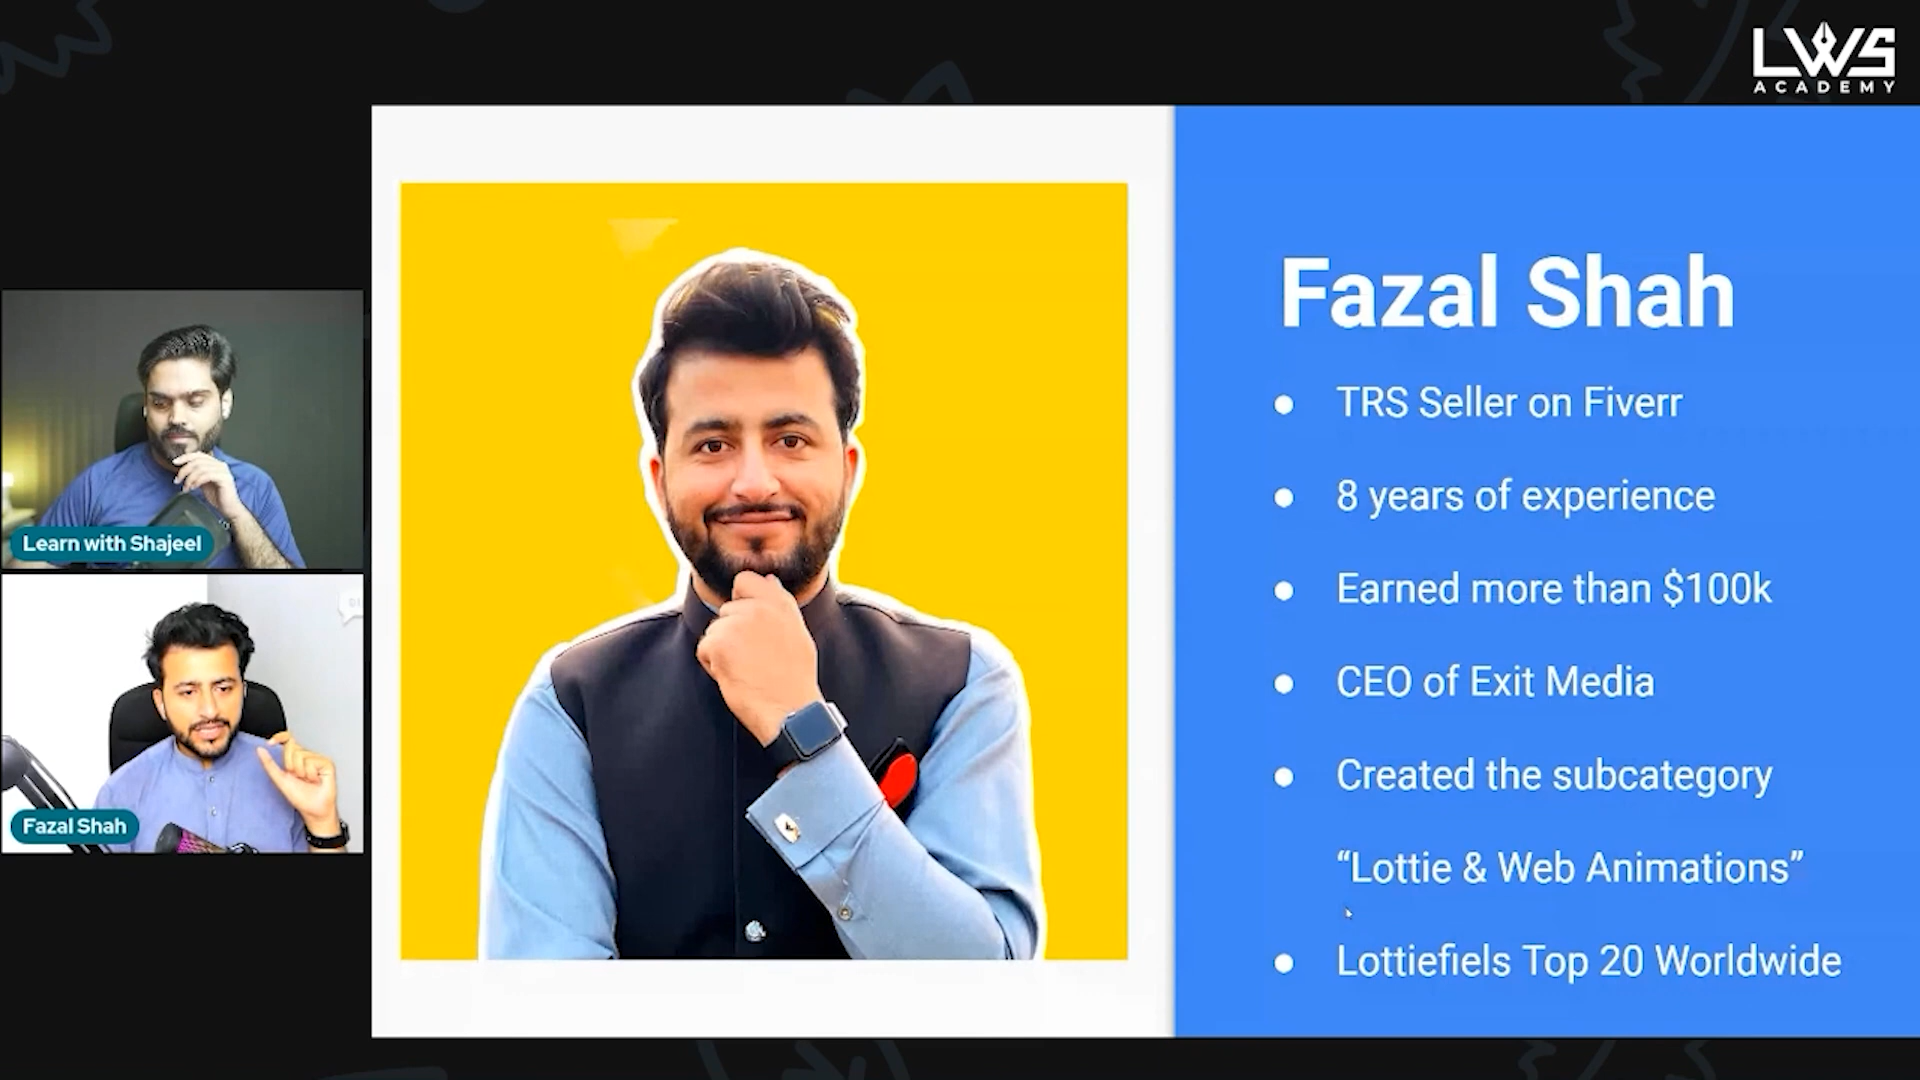 LWS
ACADEMY
Learn with Shajeel
Fazal Shah
Fazal Shah
● TRS Seller on Fiverr
● 8 years of experience
● Earned more than $100k
● CEO of Exit Media
● Created the subcategory
“Lottie & Web Animations”
● Lottiefiels Top 20 Worldwide